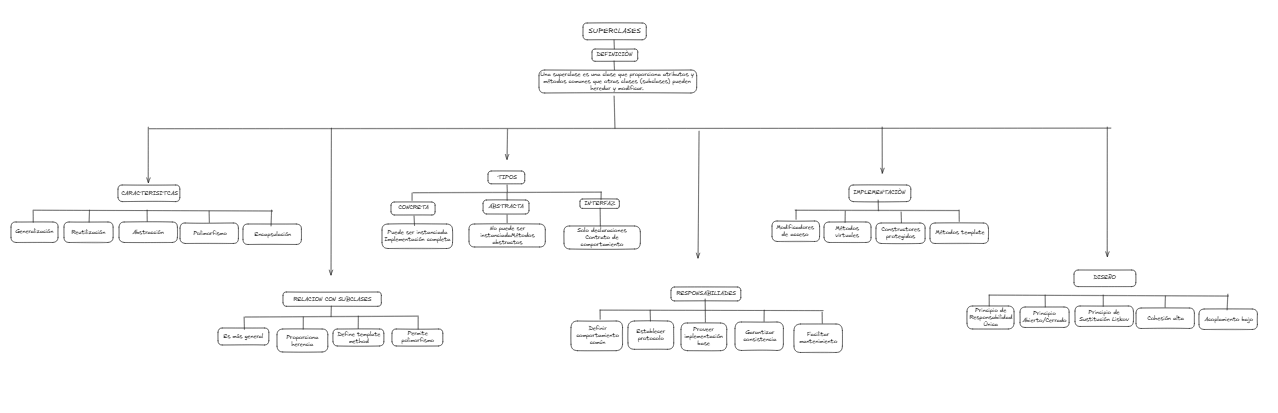 SUPERCLASES
DEFINICIÓN
Una superclase es una clase que proporciona atributos y
métodos comunes que otras clases (subclases) pueden
heredar y modificar.
CARACTERISITCAS
Generalización
Reutilización
Abstracción
Polimorfismo
Encapsulación
RELACION CON SUBCLASES
Es más general
Proporciona
herencia
Define template
method
Permite
polimorfismo
TIPOS
CONCRETA
Puede ser instanciada
Implementación completa
ABSTRACTA
No puede ser
instanciadaMétodos
abstractos
INTERFAZ
Solo declaraciones
Contrato de
comportamiento
RESPONSABILIADES
Definir
comportamiento
común
Establecer
protocolo
Proveer
implementación
base
Garantizar
consistencia
Facilitar
mantenimiento
IMPLEMENTACIÓN
Modificadores
de acceso
Métodos
virtuales
Constructores
protegidos
Métodos template
DISEÑO
Principio de
Responsabilidad
Única
Principio
Abierto/Cerrado
Principio de
Sustitución Liskov
Cohesión alta
Acoplamiento bajo